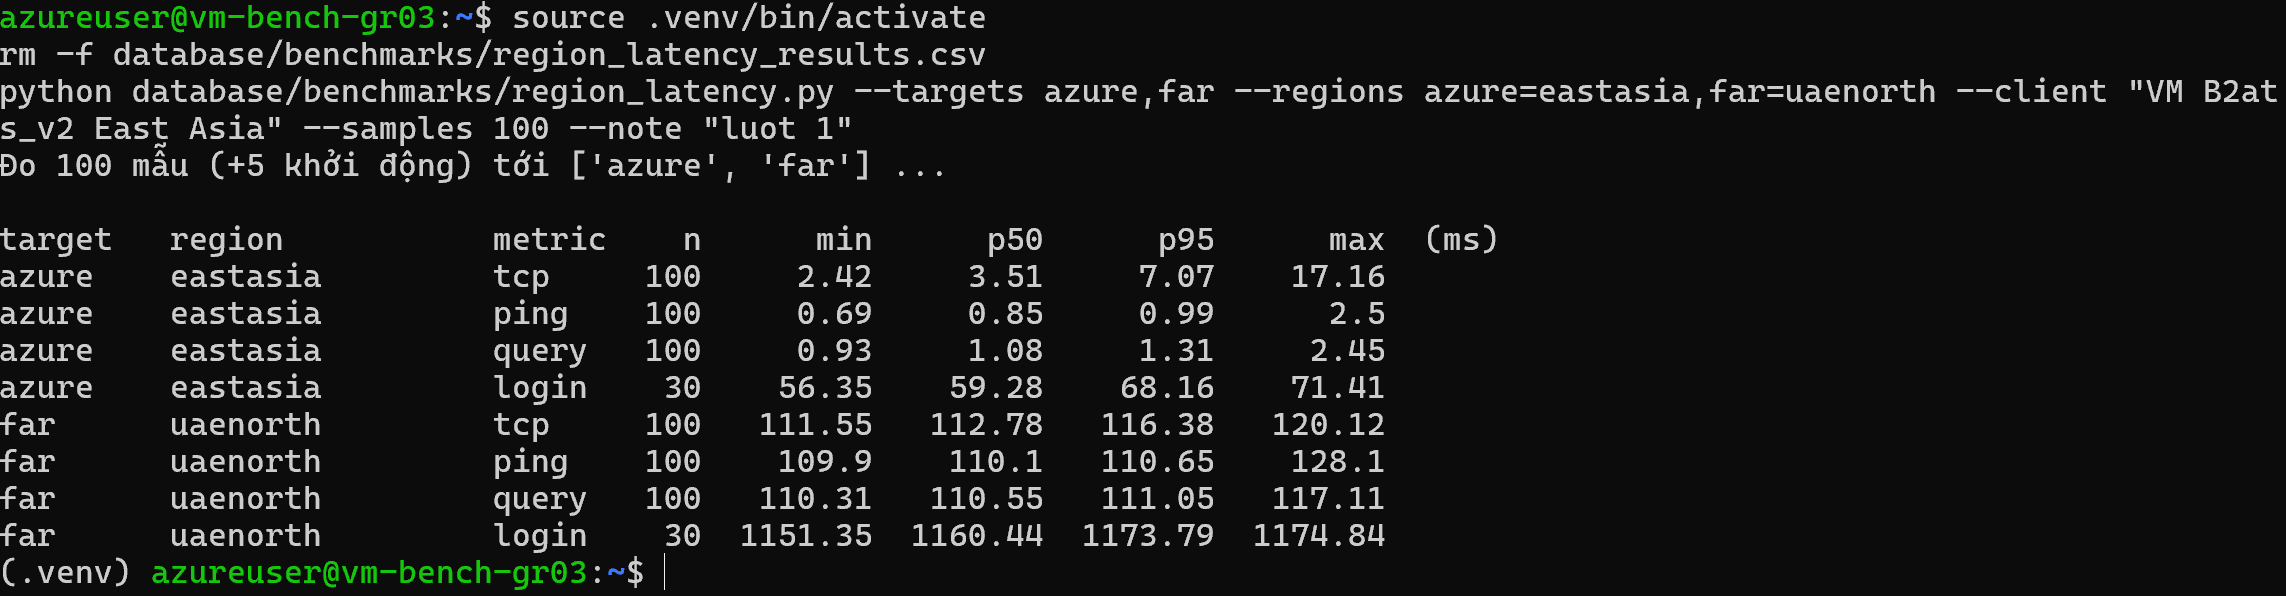 azureuser@vm-bench-gr03:~$ source .venv/bin/activate
rm -f database/benchmarks/region_latency_results.csv
python database/benchmarks/region_latency.py --targets azure,far --regions azure=eastasia,far=uaenorth --client "VM B2at
s_v2 East Asia" --samples 100 --note "luot 1"
Đo 100 mẫu (+5 khởi động) tới ['azure', 'far'] ...
target   region           metric    n      min      p50      p95      max  (ms)
azure    eastasia         tcp     100     2.42     3.51     7.07    17.16
azure    eastasia         ping    100     0.69     0.85     0.99      2.5
azure    eastasia         query   100     0.93     1.08     1.31     2.45
azure    eastasia         login    30    56.35    59.28    68.16    71.41
far      uaenorth         tcp     100   111.55   112.78   116.38   120.12
far      uaenorth         ping    100    109.9    110.1   110.65    128.1
far      uaenorth         query   100   110.31   110.55   111.05   117.11
far      uaenorth         login    30  1151.35  1160.44  1173.79  1174.84
(.venv) azureuser@vm-bench-gr03:~$